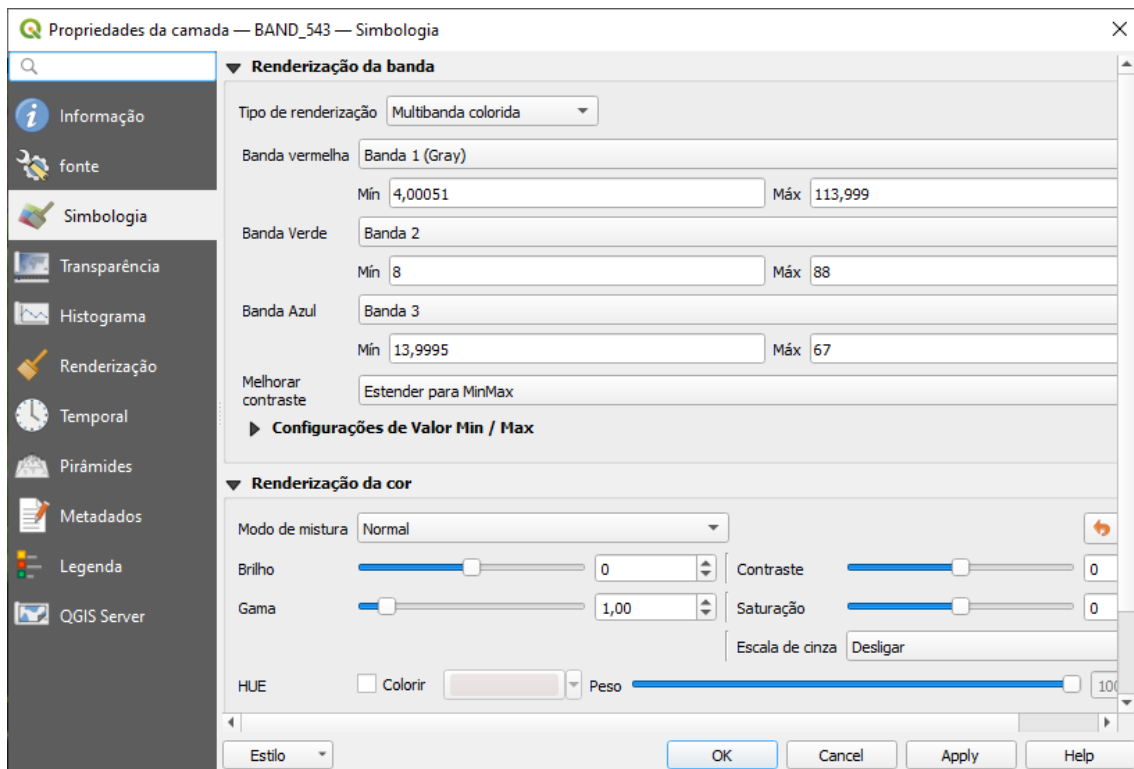 Propriedades da camada — BAND_543 — Simbologia
Informação
fonte
Simbologia
Transparência
Histograma
Renderização
Temporal
Pirâmides
Metadados
Legenda
QGIS Server
Renderização da banda
Tipo de renderização Multibanda colorida
Banda vermelha Banda 1 (Gray)
Mín 4,00051 Máx 113,999
Banda Verde Banda 2
Mín 8 Máx 88
Banda Azul Banda 3
Mín 13,9995 Máx 67
Melhorar
contraste
Estender para MinMax
Configurações de Valor Min / Max
Renderização da cor
Modo de mistura Normal
Brilho 0 Contraste 0
Gama 1,00 Saturação 0
Escala de cinza Desligar
HUE Colorir Peso 100
Estilo OK Cancel Apply Help